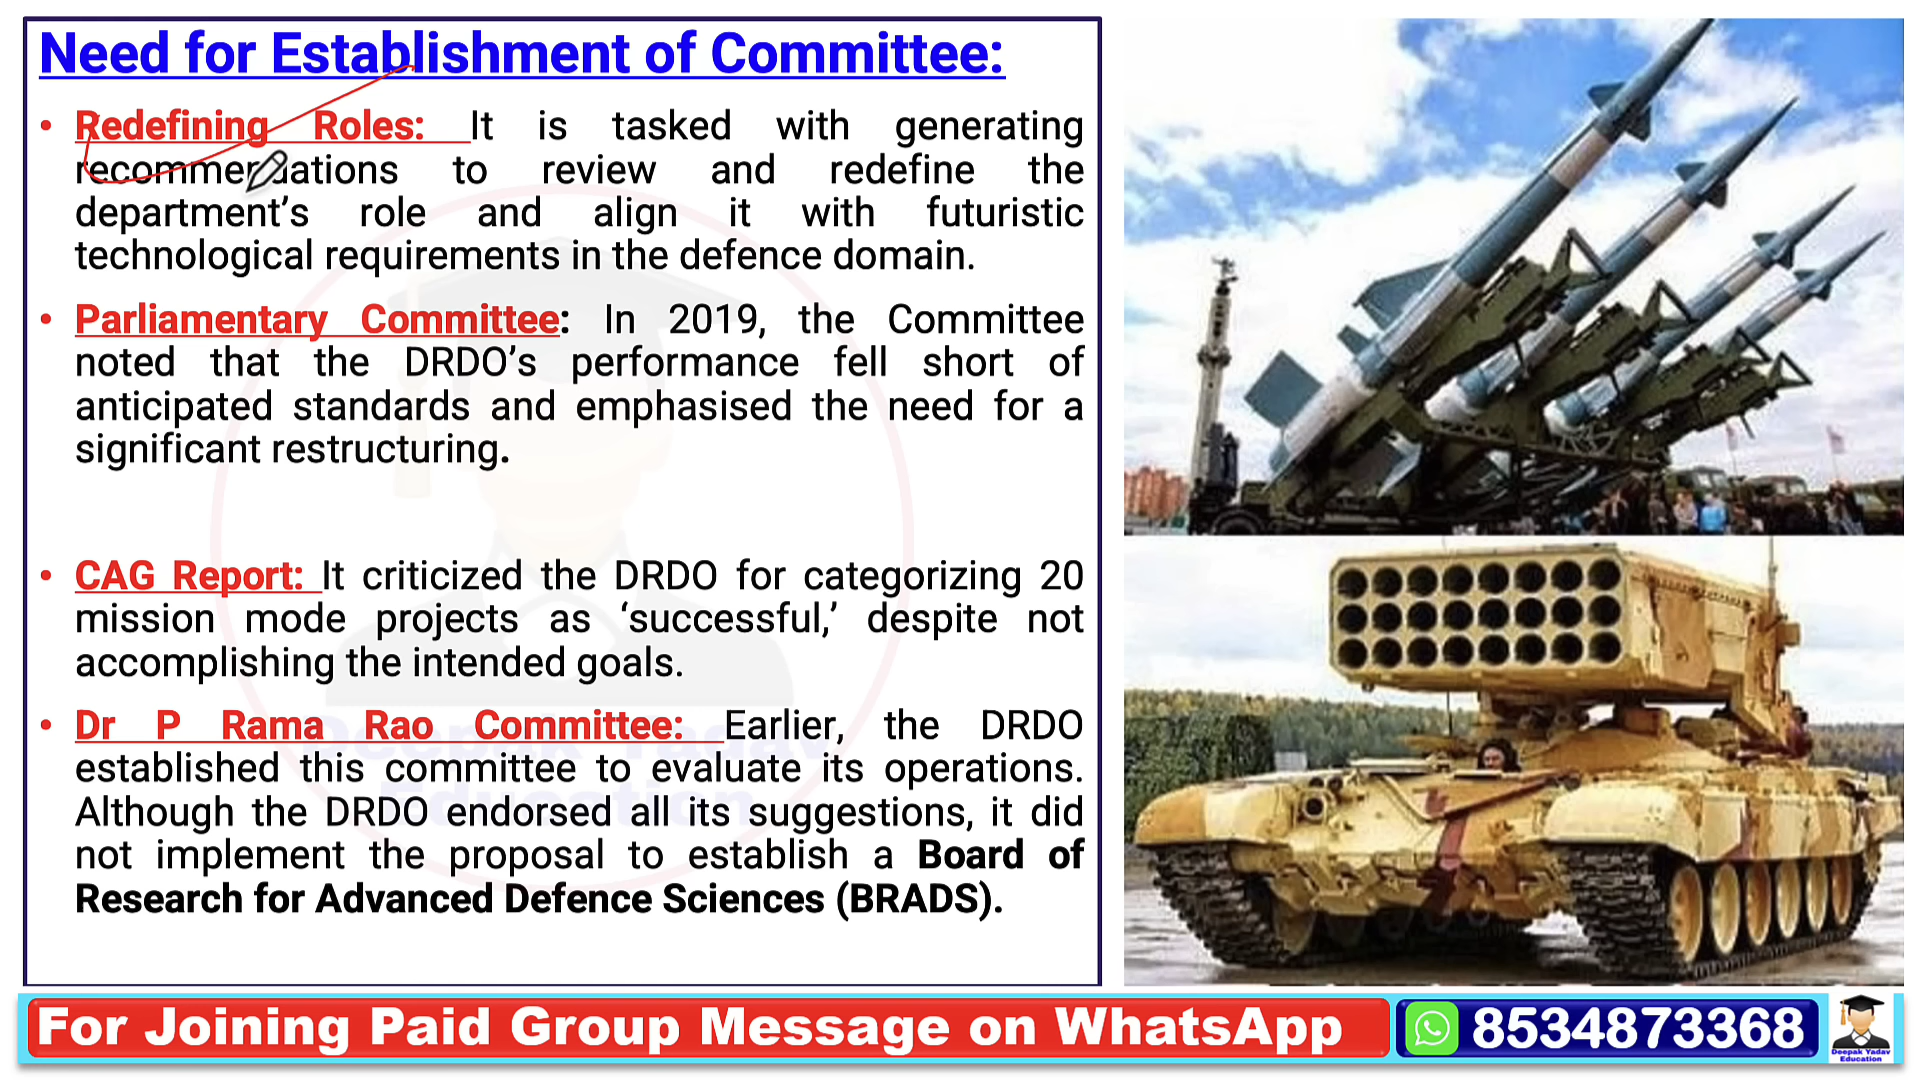 Need for Establishment of Committee:
• Redefining Roles: It is tasked with generating
recommendations to review and redefine the
department’s role and align it with futuristic
technological requirements in the defence domain.
• Parliamentary Committee: In 2019, the Committee
noted that the DRDO’s performance fell short of
anticipated standards and emphasised the need for a
significant restructuring.
• CAG Report: It criticized the DRDO for categorizing 20
mission mode projects as ‘successful,’ despite not
accomplishing the intended goals.
• Dr P Rama Rao Committee: Earlier, the DRDO
established this committee to evaluate its operations.
Although the DRDO endorsed all its suggestions, it did
not implement the proposal to establish a Board of
Research for Advanced Defence Sciences (BRADS).
Deepak Yadav
Education
For Joining Paid Group Message on WhatsApp
8534873368
Deepak Yadav
Education